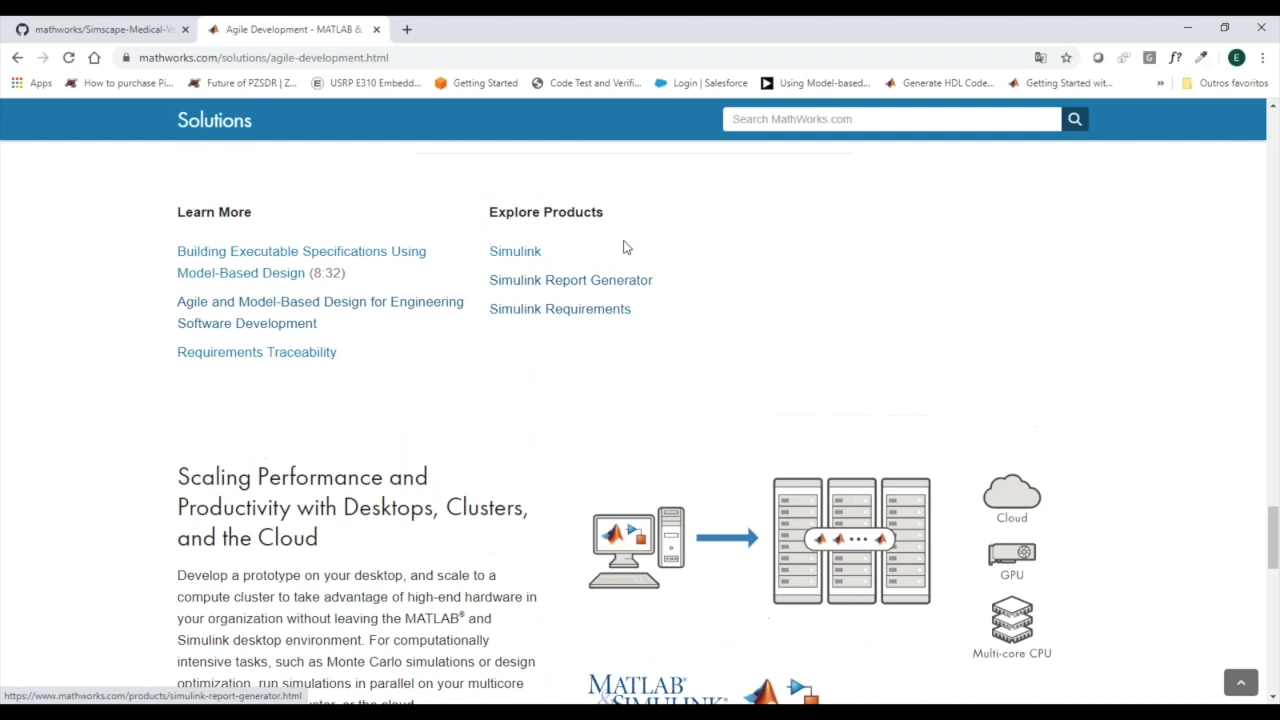 mathworks/Simscape-Medical-V
Agile Development - MATLAB &
mathworks.com/solutions/agile-development.html
E
Apps
How to purchase Pi...
Future of PZSDR | Z...
USRP E310 Embedd...
Getting Started
Code Test and Verifi...
Login | Salesforce
Using Model-based...
Generate HDL Code...
Getting Started wit...
»
Outros favoritos
Solutions
Search MathWorks.com
Learn More
Building Executable Specifications Using
Model-Based Design (8:32)
Agile and Model-Based Design for Engineering
Software Development
Requirements Traceability
Explore Products
Simulink
Simulink Report Generator
Simulink Requirements
Scaling Performance and
Productivity with Desktops, Clusters,
and the Cloud
Develop a prototype on your desktop, and scale to a
compute cluster to take advantage of high-end hardware in
your organization without leaving the MATLAB® and
Simulink desktop environment. For computationally
intensive tasks, such as Monte Carlo simulations or design
optimization, run simulations in parallel on your multicore
or the cloud
Cloud
GPU
Multi-core CPU
MATLAB®
&SIMULINK®
https://www.mathworks.com/products/simulink-report-generator.html